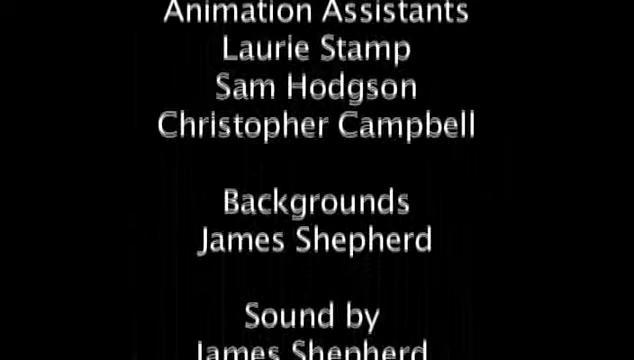 Animation Assistants
Laurie Stamp
Sam Hodgson
Christopher Campbell
Backgrounds
James Shepherd
Sound by
James Shepherd